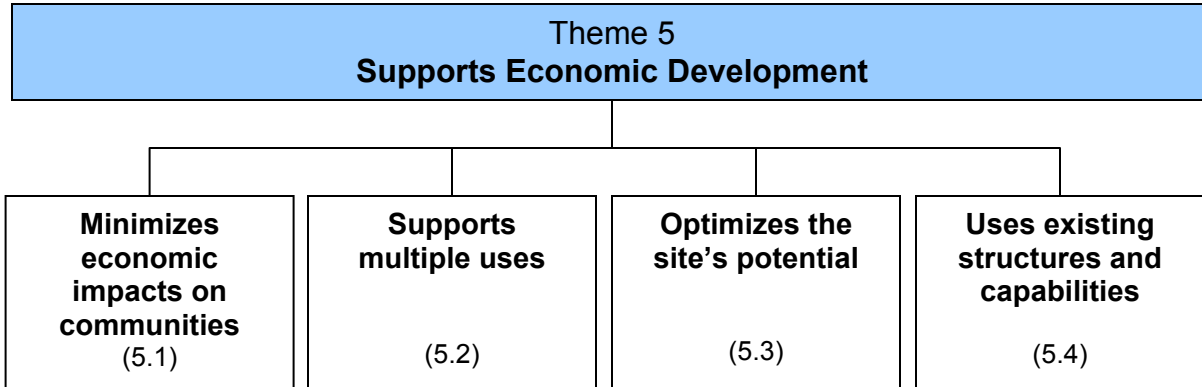 Theme 5
Supports Economic Development
Minimizes
economic
impacts on
communities
(5.1)
Supports
multiple uses
(5.2)
Optimizes the
site’s potential
(5.3)
Uses existing
structures and
capabilities
(5.4)